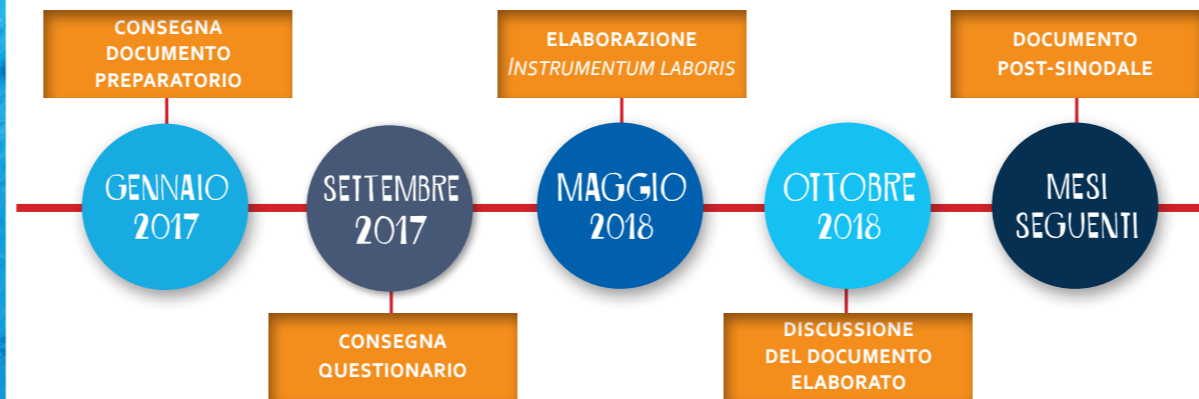 CONSEGNA
DOCUMENTO
PREPARATORIO
GENNAIO
2017
SETTEMBRE
2017
CONSEGNA
QUESTIONARIO
ELABORAZIONE
INSTRUMENTUM LABORIS
MAGGIO
2018
OTTOBRE
2018
DISCUSSIONE
DEL DOCUMENTO
ELABORATO
DOCUMENTO
POST-SINODALE
MESI
SEGUENTI